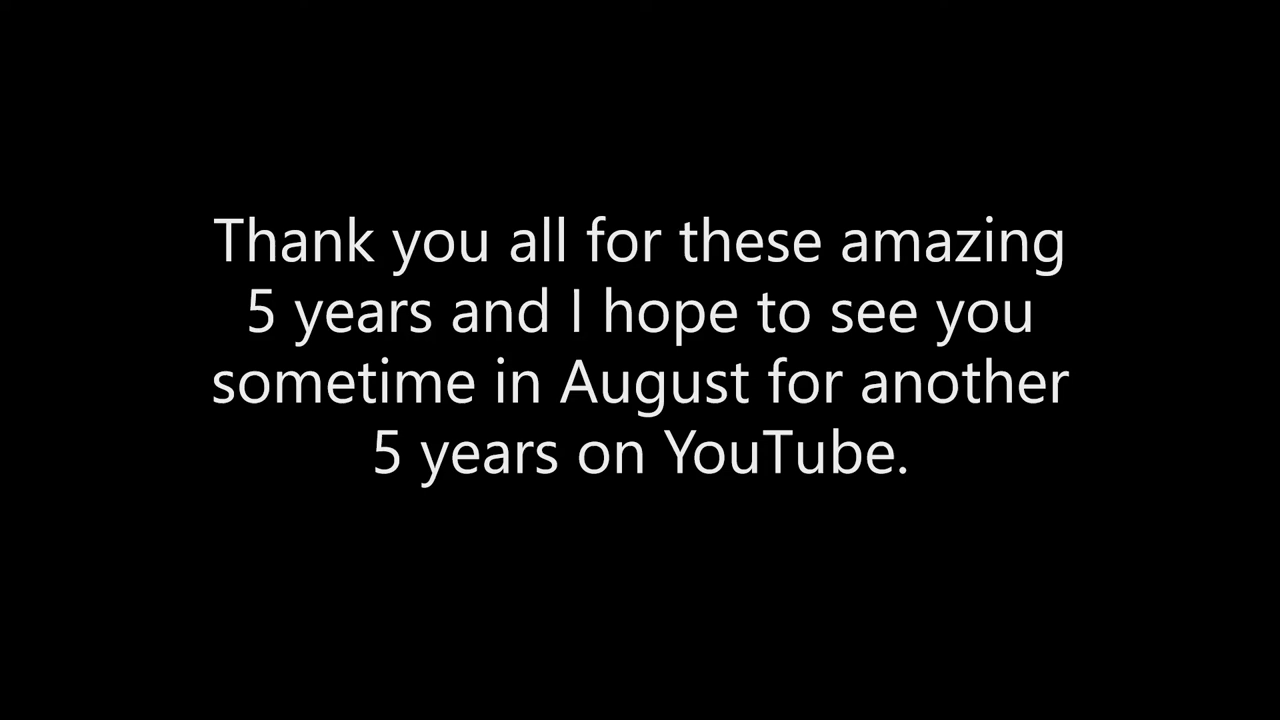 Thank you all for these amazing
5 years and I hope to see you
sometime in August for another
5 years on YouTube.